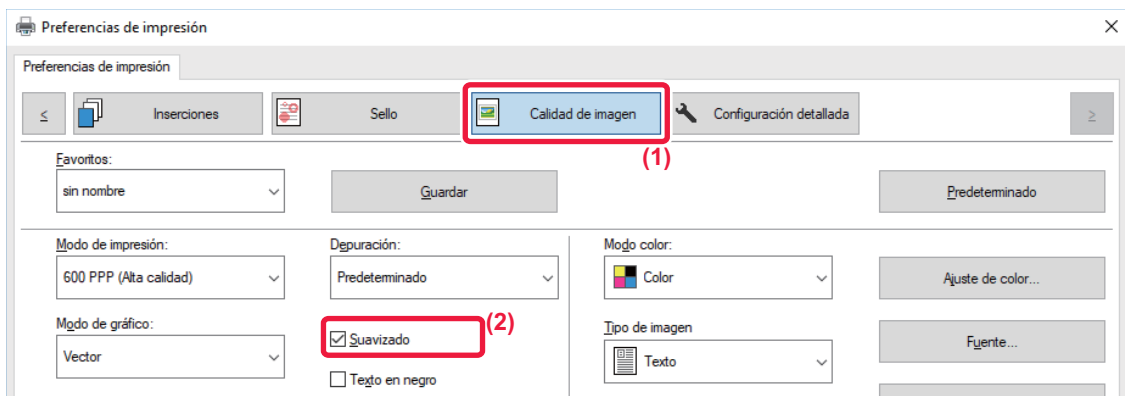 Preferencias de impresión
Preferencias de impresión
< Inserciones Sello Calidad de imagen Configuración detallada >
(1)
Favoritos:
sin nombre Guardar Predeterminado
Modo de impresión: Depuración: Modo color:
600 PPP (Alta calidad) Predeterminado Color Ajuste de color...
Modo de gráfico: (2) Tipo de imagen
Vector Suavizado Texto Fuente...
Texto en negro